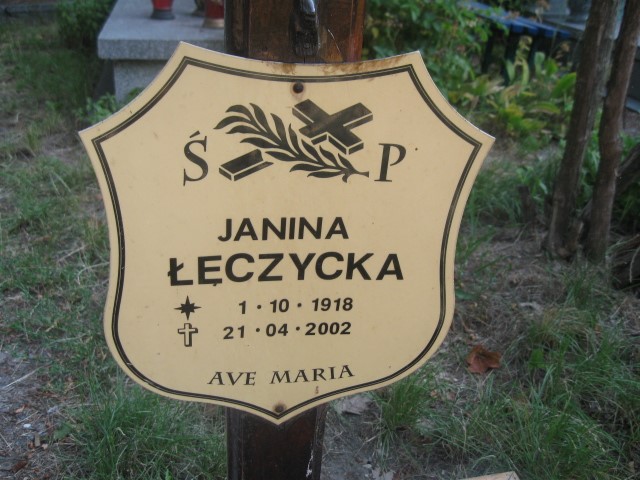 Ś P
JANINA
ŁĘCZYCKA
1 · 10 · 1918
21 · 04 · 2002
AVE MARIA